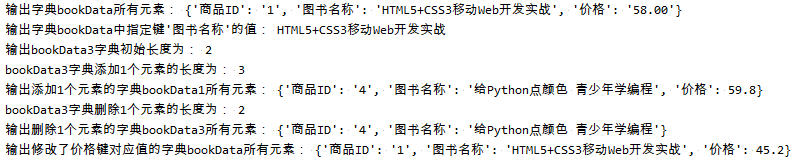 输出字典bookData所有元素： {'商品ID': '1', '图书名称': 'HTML5+CSS3移动Web开发实战', '价格': '58.00'}
输出字典bookData中指定键'图书名称'的值： HTML5+CSS3移动Web开发实战
输出bookData3字典初始长度为： 2
bookData3字典添加1个元素的长度为： 3
输出添加1个元素的字典bookData1所有元素： {'商品ID': '4', '图书名称': '给Python点颜色 青少年学编程', '价格': 59.8}
bookData3字典删除1个元素的长度为： 2
输出删除1个元素的字典bookData3所有元素： {'商品ID': '4', '图书名称': '给Python点颜色 青少年学编程'}
输出修改了价格键对应值的字典bookData所有元素： {'商品ID': '1', '图书名称': 'HTML5+CSS3移动Web开发实战', '价格': 45.2}